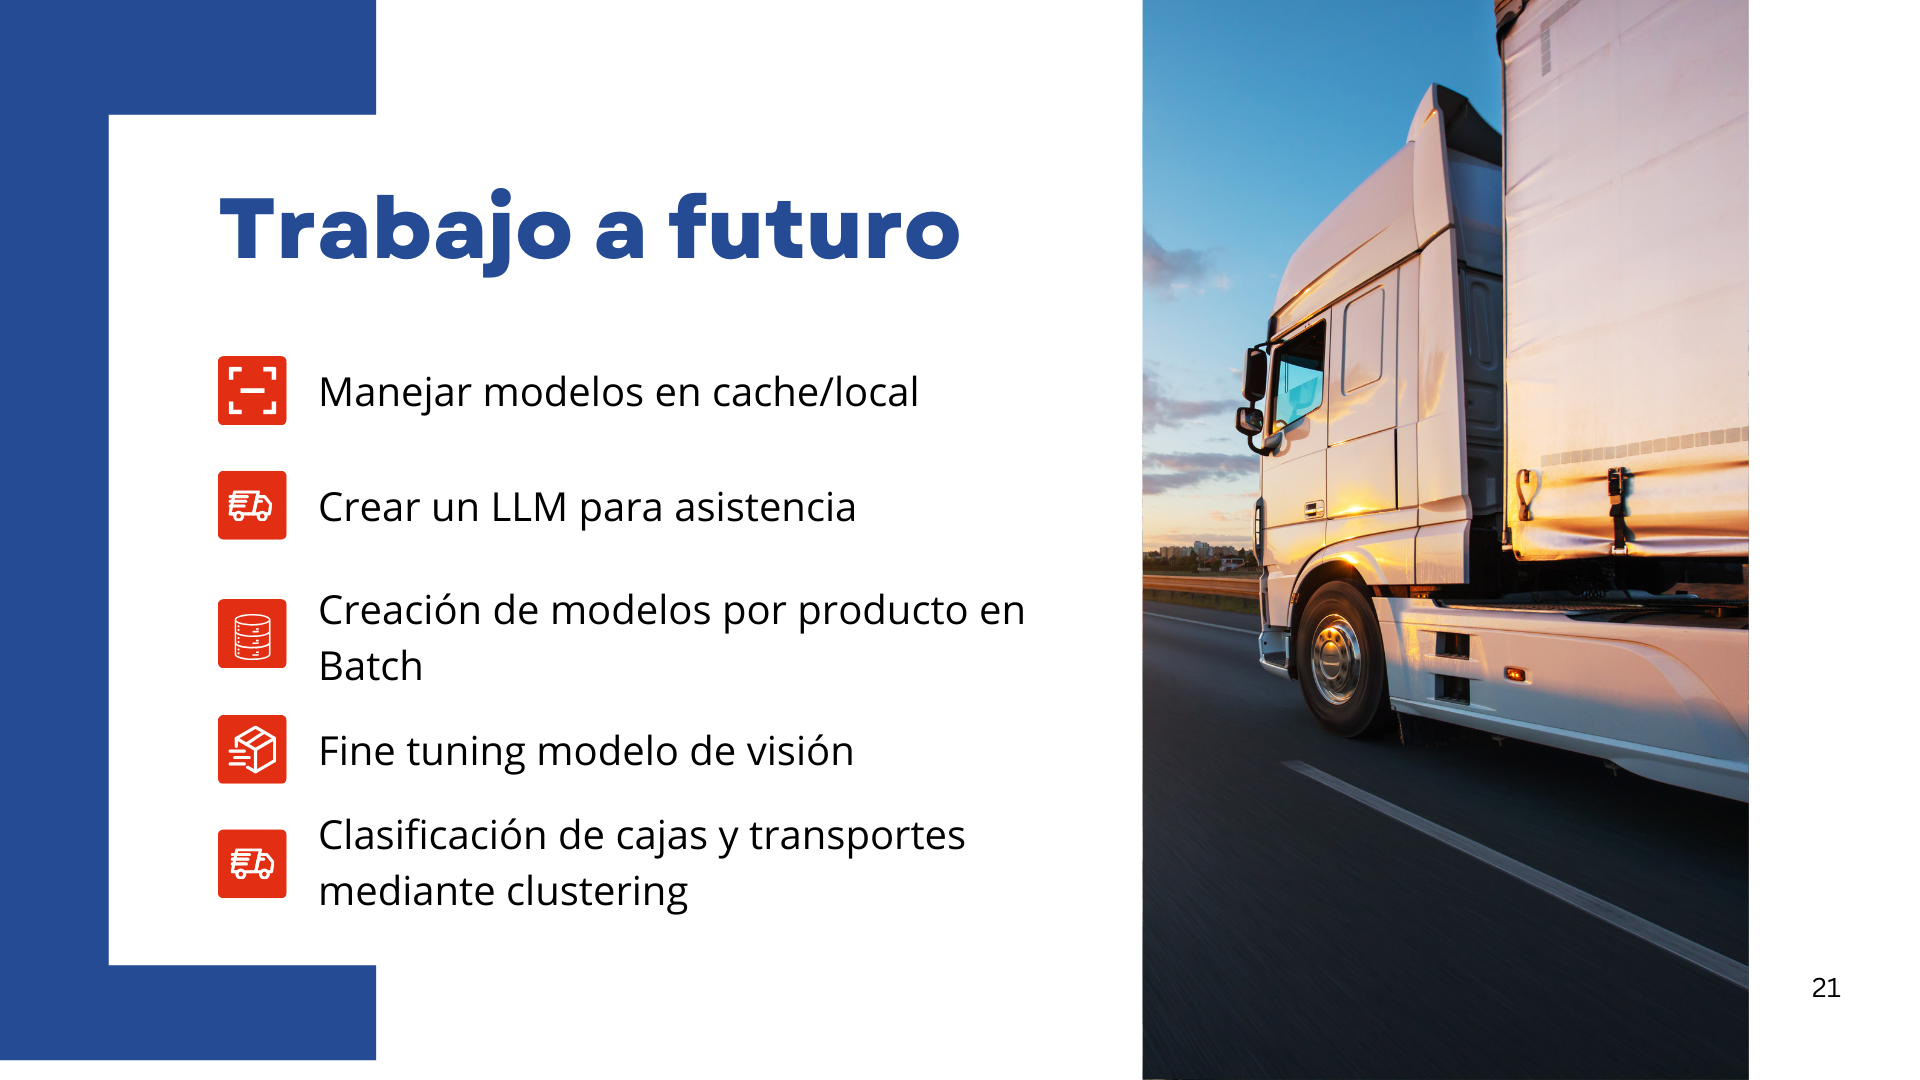 Trabajo a futuro
Manejar modelos en cache/local
Crear un LLM para asistencia
Creación de modelos por producto en
Batch
Fine tuning modelo de visión
Clasificación de cajas y transportes
mediante clustering
21